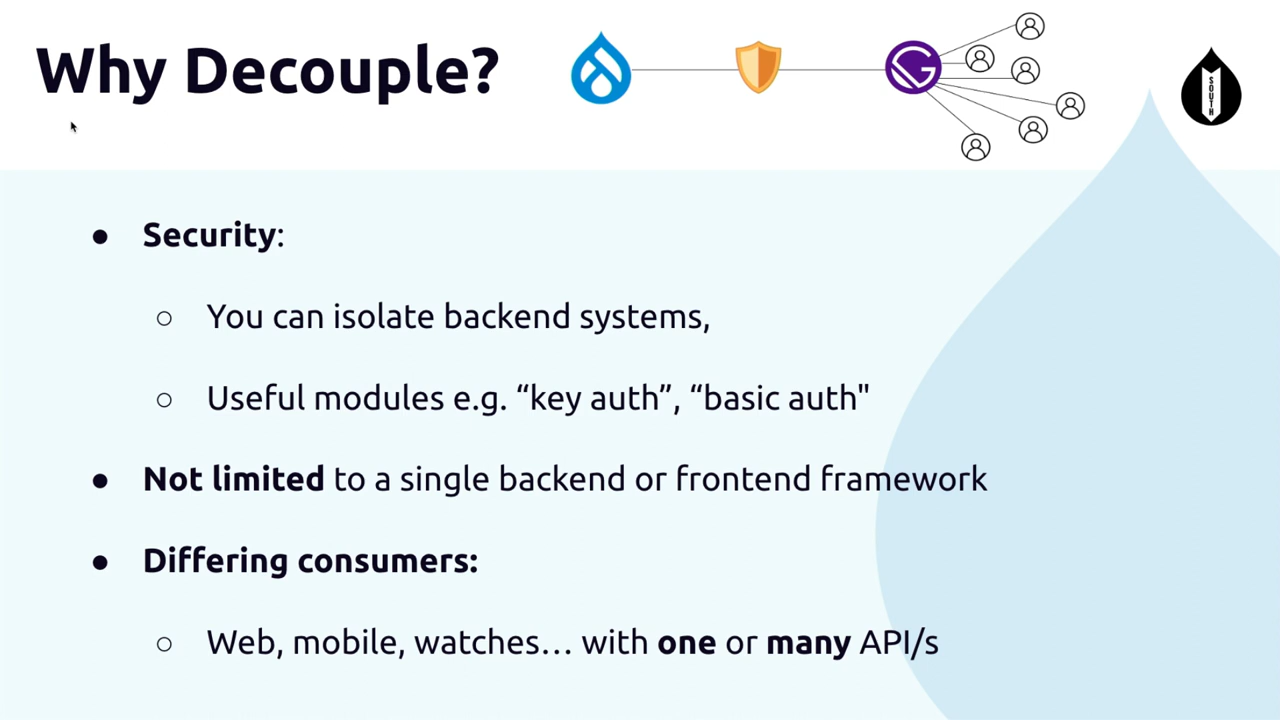 Why Decouple?
SOUTH
● Security:
○ You can isolate backend systems,
○ Useful modules e.g. “key auth”, “basic auth"
● Not limited to a single backend or frontend framework
● Differing consumers:
○ Web, mobile, watches… with one or many API/s